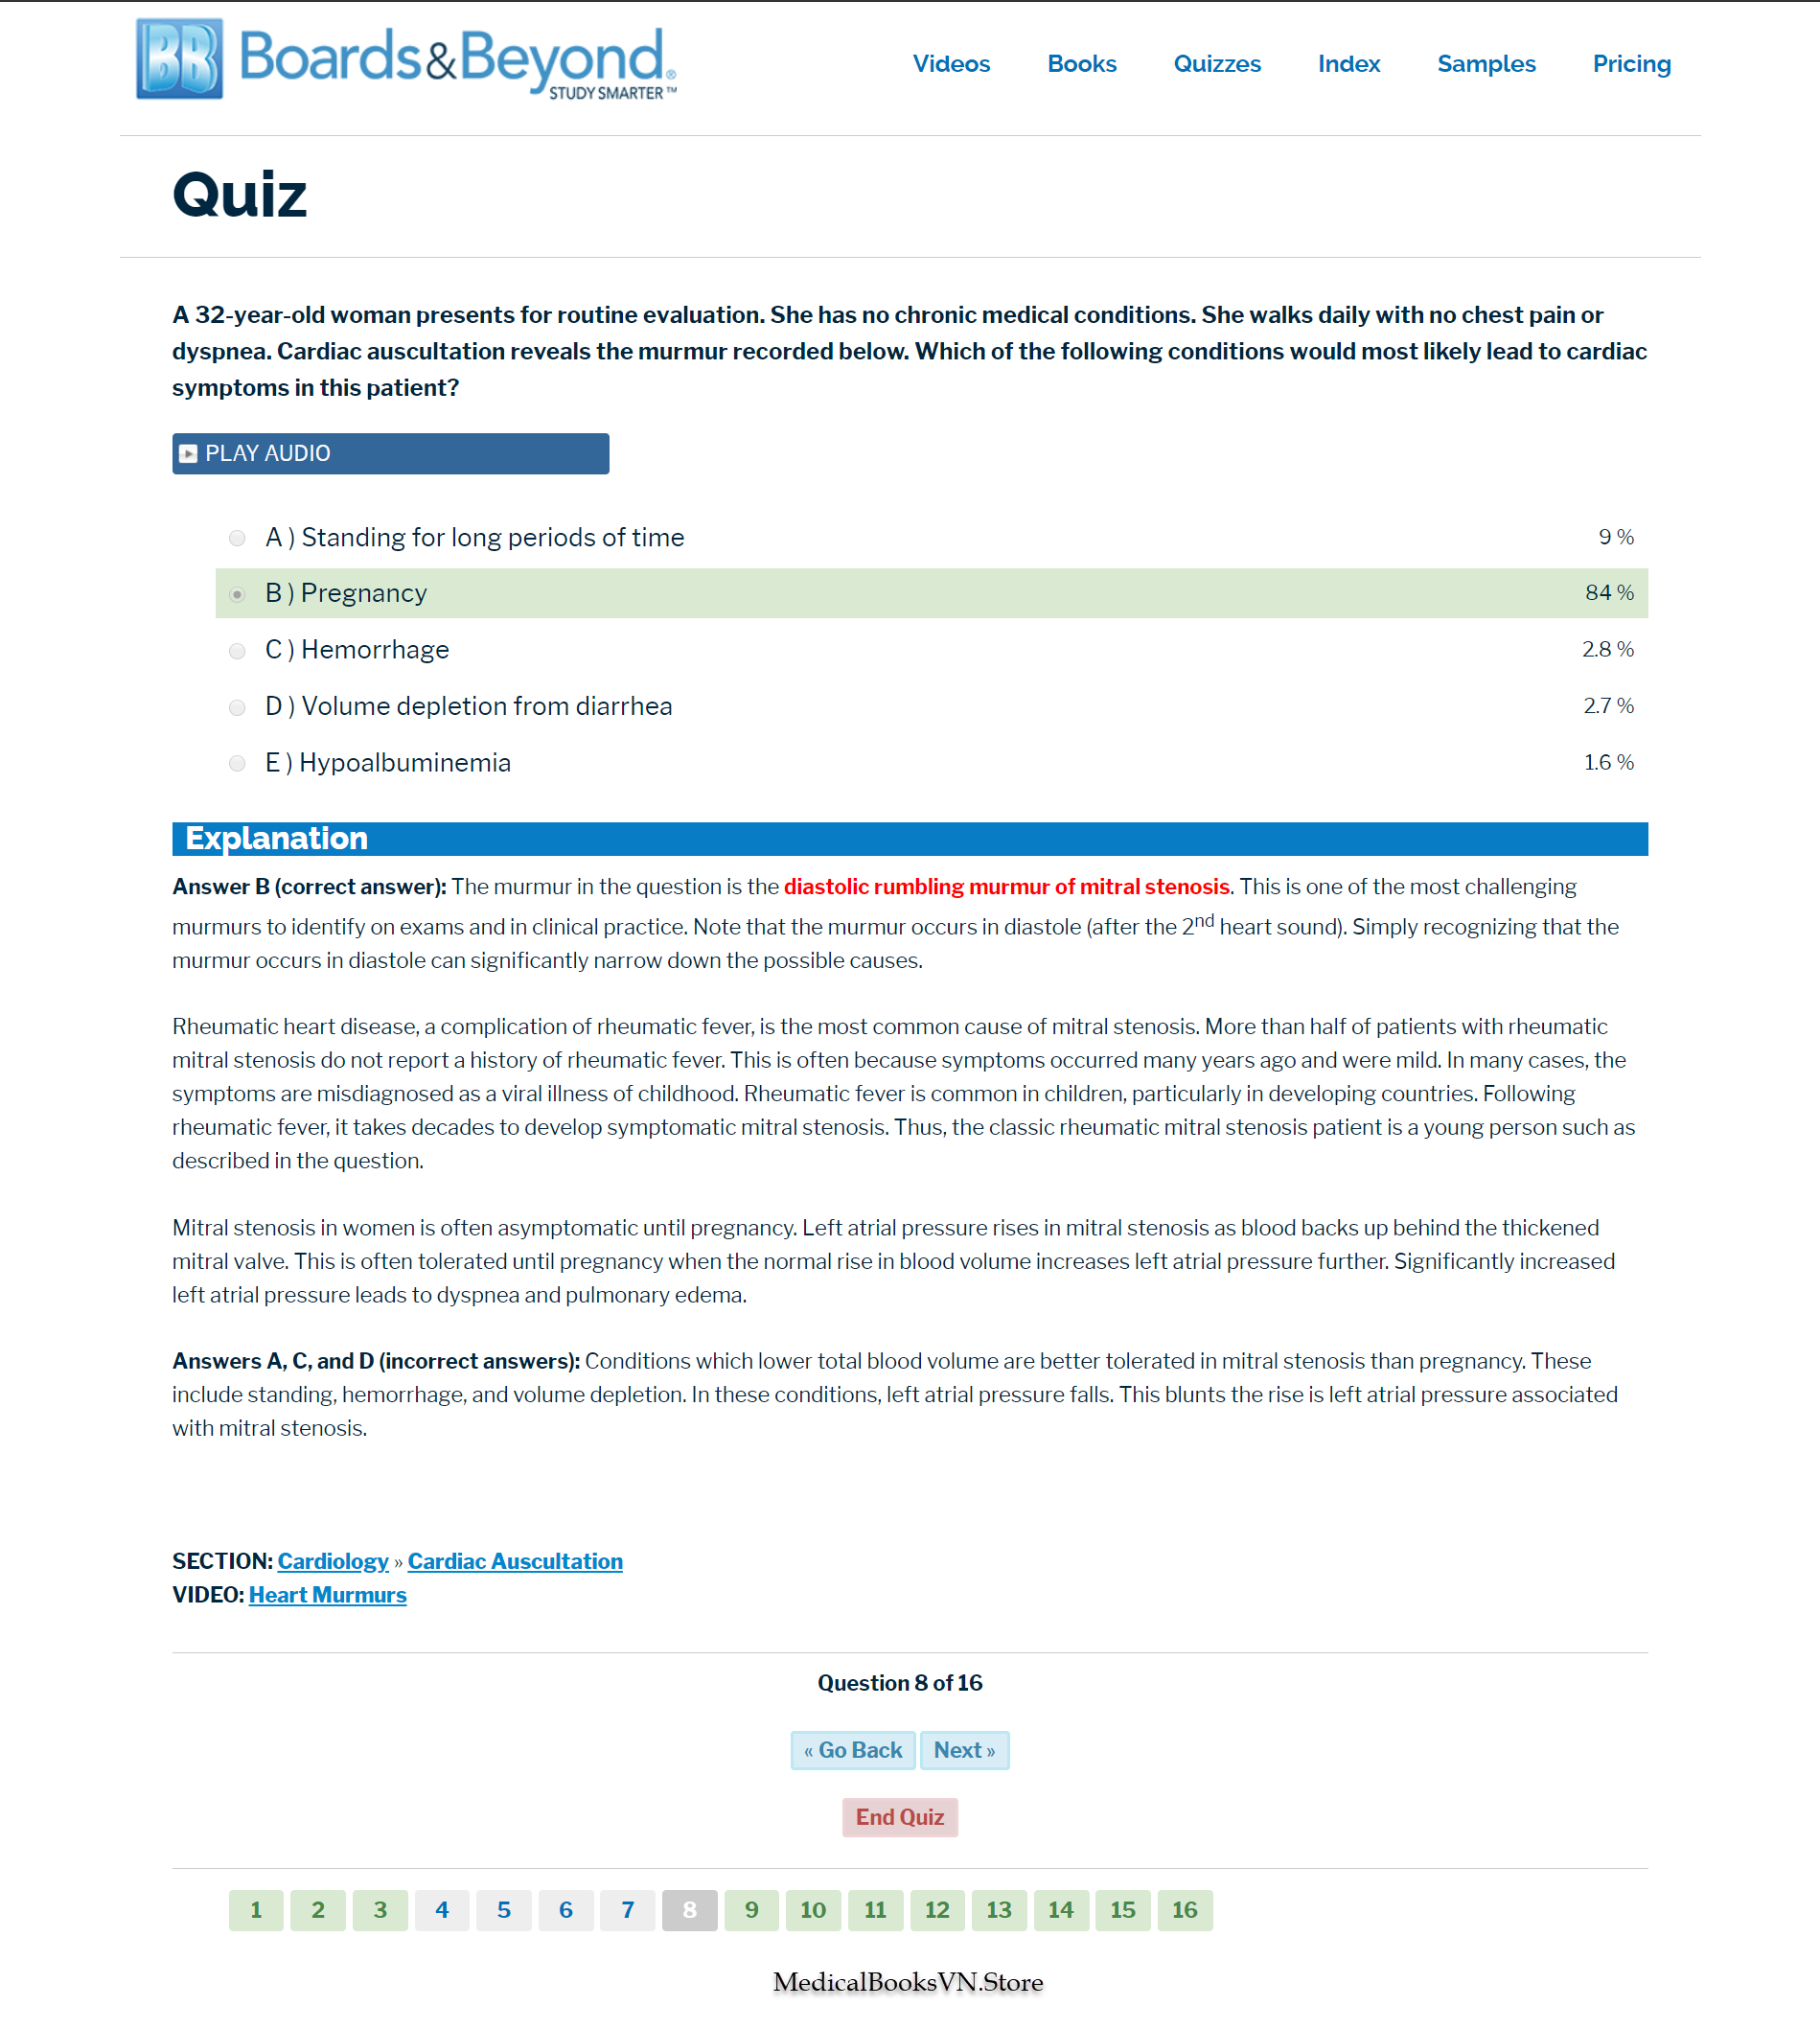 BB Boards&Beyond®
STUDY SMARTER™
Videos Books Quizzes Index Samples Pricing
Quiz
A 32-year-old woman presents for routine evaluation. She has no chronic medical conditions. She walks daily with no chest pain or
dyspnea. Cardiac auscultation reveals the murmur recorded below. Which of the following conditions would most likely lead to cardiac
symptoms in this patient?
PLAY AUDIO
A ) Standing for long periods of time 9 %
B ) Pregnancy 84 %
C ) Hemorrhage 2.8 %
D ) Volume depletion from diarrhea 2.7 %
E ) Hypoalbuminemia 1.6 %
Explanation
Answer B (correct answer): The murmur in the question is the diastolic rumbling murmur of mitral stenosis. This is one of the most challenging
murmurs to identify on exams and in clinical practice. Note that the murmur occurs in diastole (after the 2nd heart sound). Simply recognizing that the
murmur occurs in diastole can significantly narrow down the possible causes.
Rheumatic heart disease, a complication of rheumatic fever, is the most common cause of mitral stenosis. More than half of patients with rheumatic
mitral stenosis do not report a history of rheumatic fever. This is often because symptoms occurred many years ago and were mild. In many cases, the
symptoms are misdiagnosed as a viral illness of childhood. Rheumatic fever is common in children, particularly in developing countries. Following
rheumatic fever, it takes decades to develop symptomatic mitral stenosis. Thus, the classic rheumatic mitral stenosis patient is a young person such as
described in the question.
Mitral stenosis in women is often asymptomatic until pregnancy. Left atrial pressure rises in mitral stenosis as blood backs up behind the thickened
mitral valve. This is often tolerated until pregnancy when the normal rise in blood volume increases left atrial pressure further. Significantly increased
left atrial pressure leads to dyspnea and pulmonary edema.
Answers A, C, and D (incorrect answers): Conditions which lower total blood volume are better tolerated in mitral stenosis than pregnancy. These
include standing, hemorrhage, and volume depletion. In these conditions, left atrial pressure falls. This blunts the rise is left atrial pressure associated
with mitral stenosis.
SECTION: Cardiology » Cardiac Auscultation
VIDEO: Heart Murmurs
Question 8 of 16
« Go Back Next »
End Quiz
1 2 3 4 5 6 7 8 9 10 11 12 13 14 15 16
MedicalBooksVN.Store